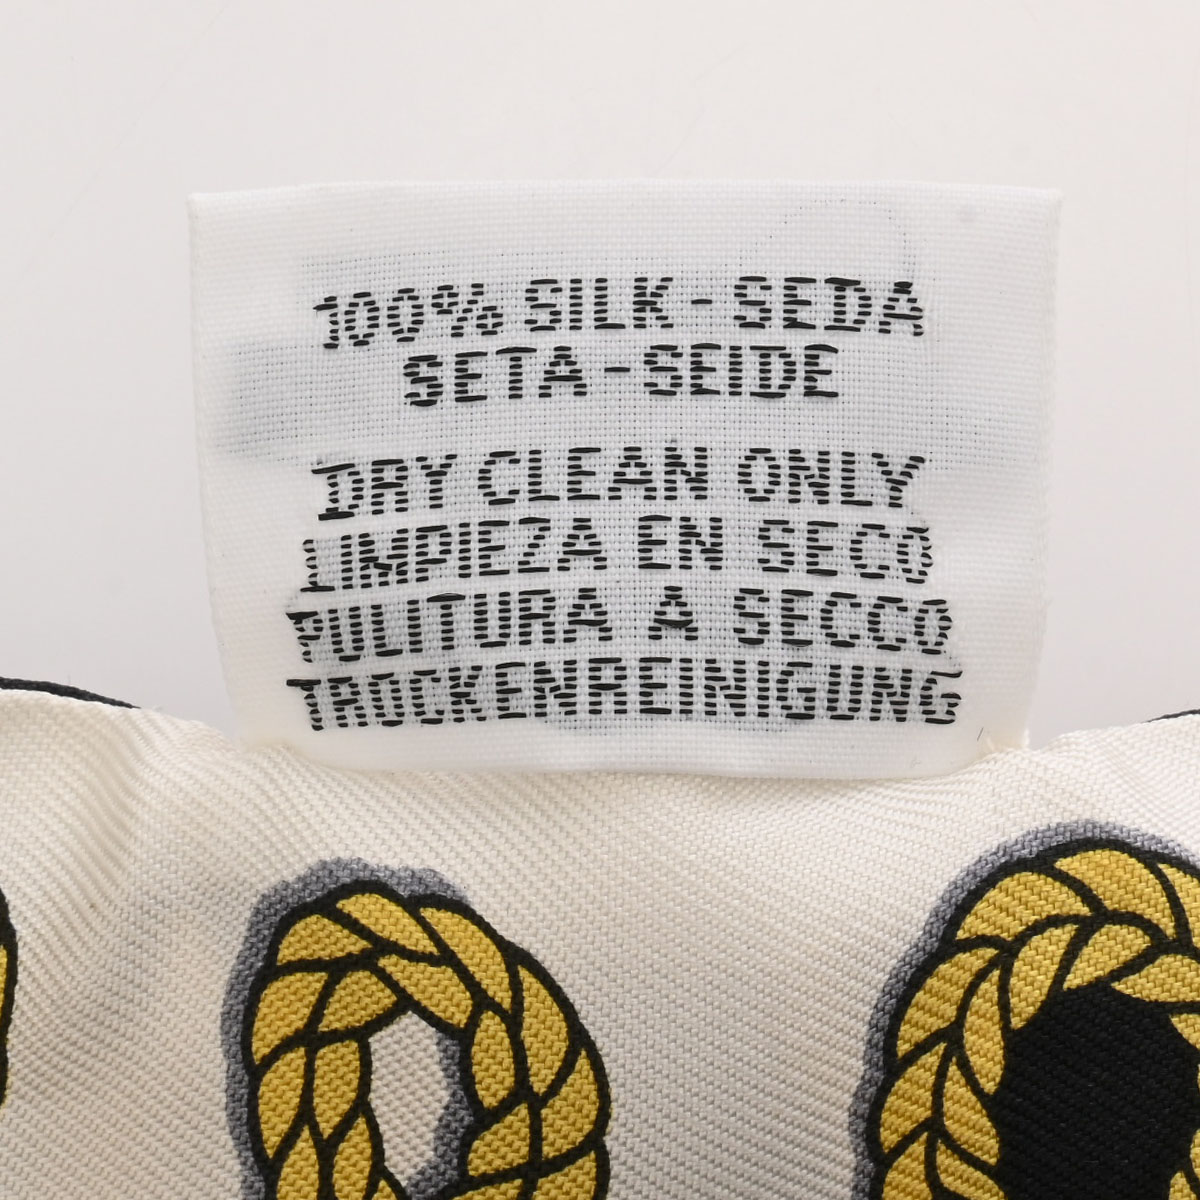 100% SILK - SEDA
SETA - SEIDE
DRY CLEAN ONLY
LIMPIEZA EN SECO
PULITURA A SECCO
TROCKENREINIGUNG